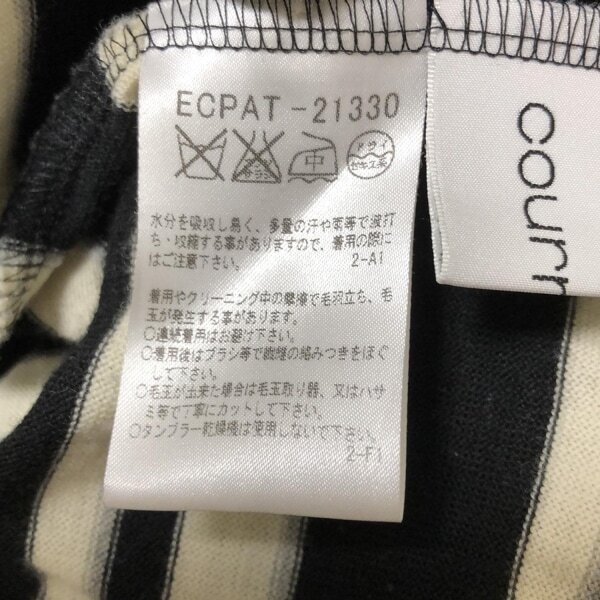 ECPAT-21330
エンソ
サラシ
中
ドライ
セキユ系
水分を吸収し易く、多量の汗や雨等で波打
ち・収縮する事がありますので、着用の際に
はご注意下さい。 2-A1
着用やクリーニング中の摩擦で毛羽立ち、毛
玉が発生する事があります。
○連続着用はお避け下さい。
○着用後はブラシ等で繊維の絡みつきをほぐ
して下さい。
○毛玉が出来た場合は毛玉取り器、又はハサ
ミ等で丁寧にカットして下さい。
○タンブラー乾燥機は使用しないで下さい。
2-F1
courr